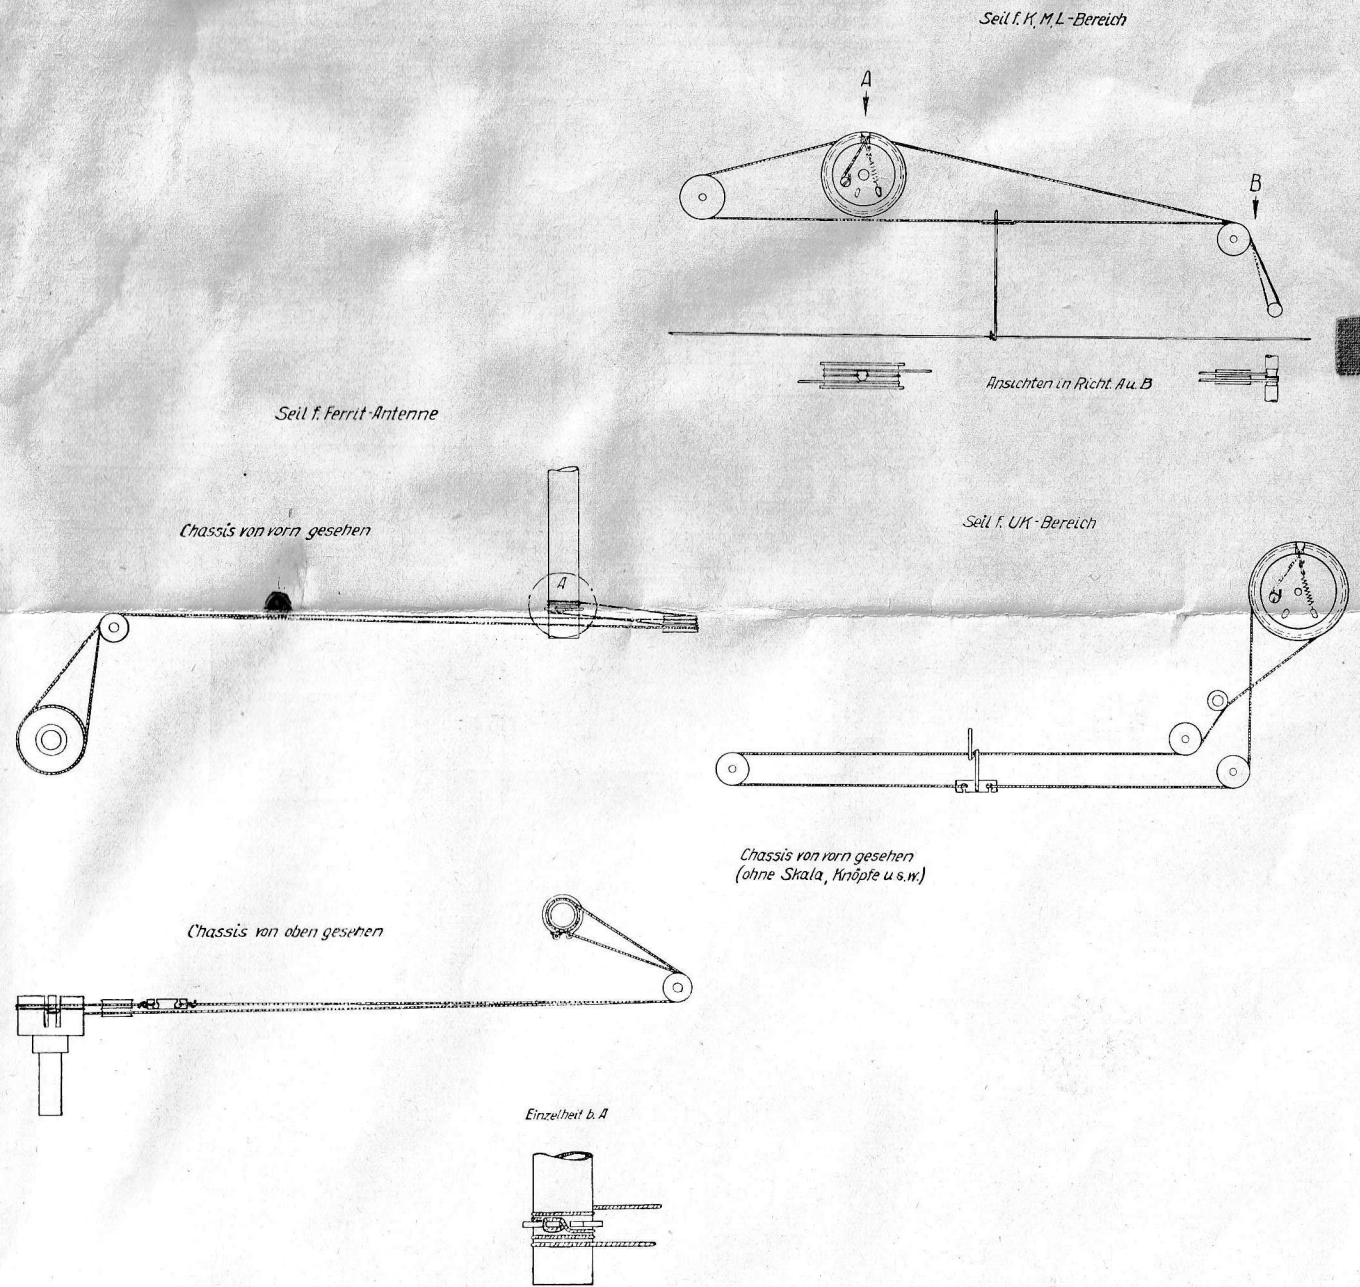 Seil f. K, M, L-Bereich
A
B
Ansichten in Richt. A u. B
Seil f. Ferrit-Antenne
Chassis von vorn gesehen
A
Seil f. UK-Bereich
Chassis von vorn gesehen
(ohne Skala, Knöpfe u.s.w.)
Chassis von oben gesehen
Einzelheit b. A